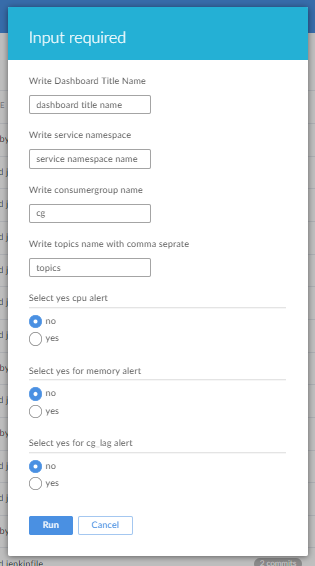 Input required
Write Dashboard Title Name
dashboard title name
Write service namespace
service namespace name
Write consumergroup name
cg
Write topics name with comma seprate
topics
Select yes cpu alert
no
yes
Select yes for memory alert
no
yes
Select yes for cg_lag alert
no
yes
Run Cancel
d jenkinfile 2 commits